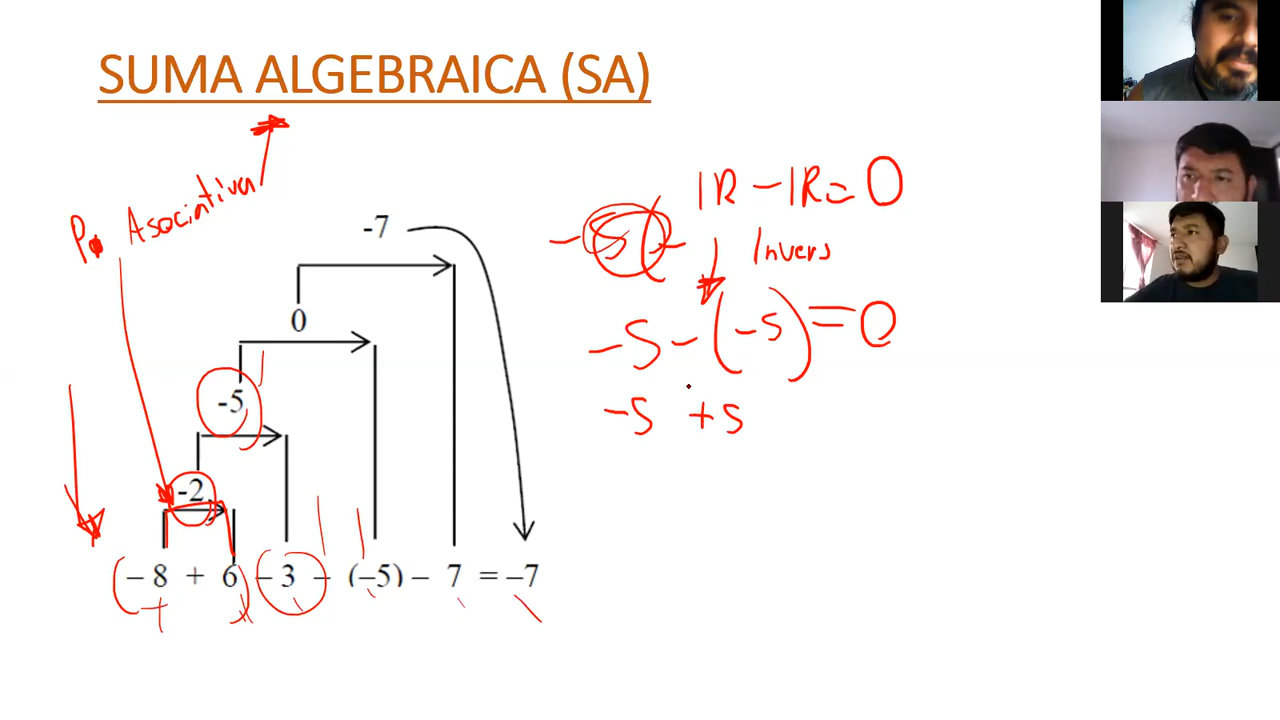 SUMA ALGEBRAICA (SA)
P. Asociativa
-7
0
-5
-2
(– 8 + 6) – 3 – (–5) – 7 = –7
IR – IR = 0
-5(-
Invers
-5 - (-5) = 0
-5 +5